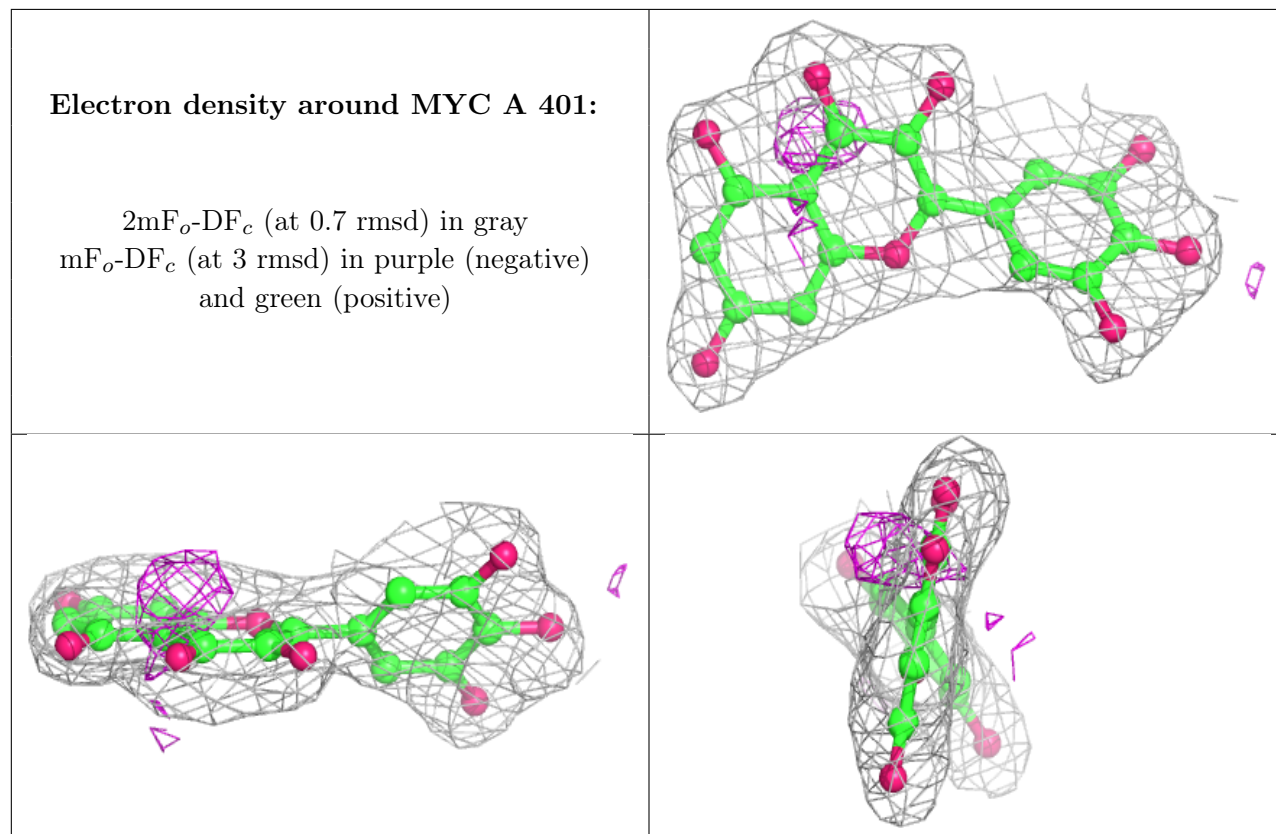 Electron density around MYC A 401:
2mFo-DFc (at 0.7 rmsd) in gray
mFo-DFc (at 3 rmsd) in purple (negative)
and green (positive)